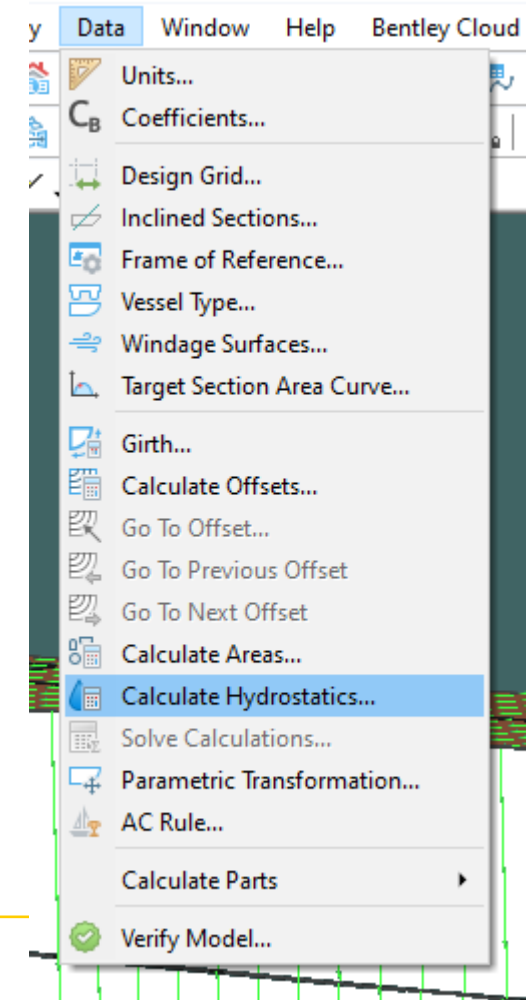 y Data Window Help Bentley Cloud
Units...
CB Coefficients...
Design Grid...
Inclined Sections...
Frame of Reference...
Vessel Type...
Windage Surfaces...
Target Section Area Curve...
Girth...
Calculate Offsets...
Go To Offset...
Go To Previous Offset
Go To Next Offset
Calculate Areas...
Calculate Hydrostatics...
Solve Calculations...
Parametric Transformation...
AC Rule...
Calculate Parts
Verify Model...